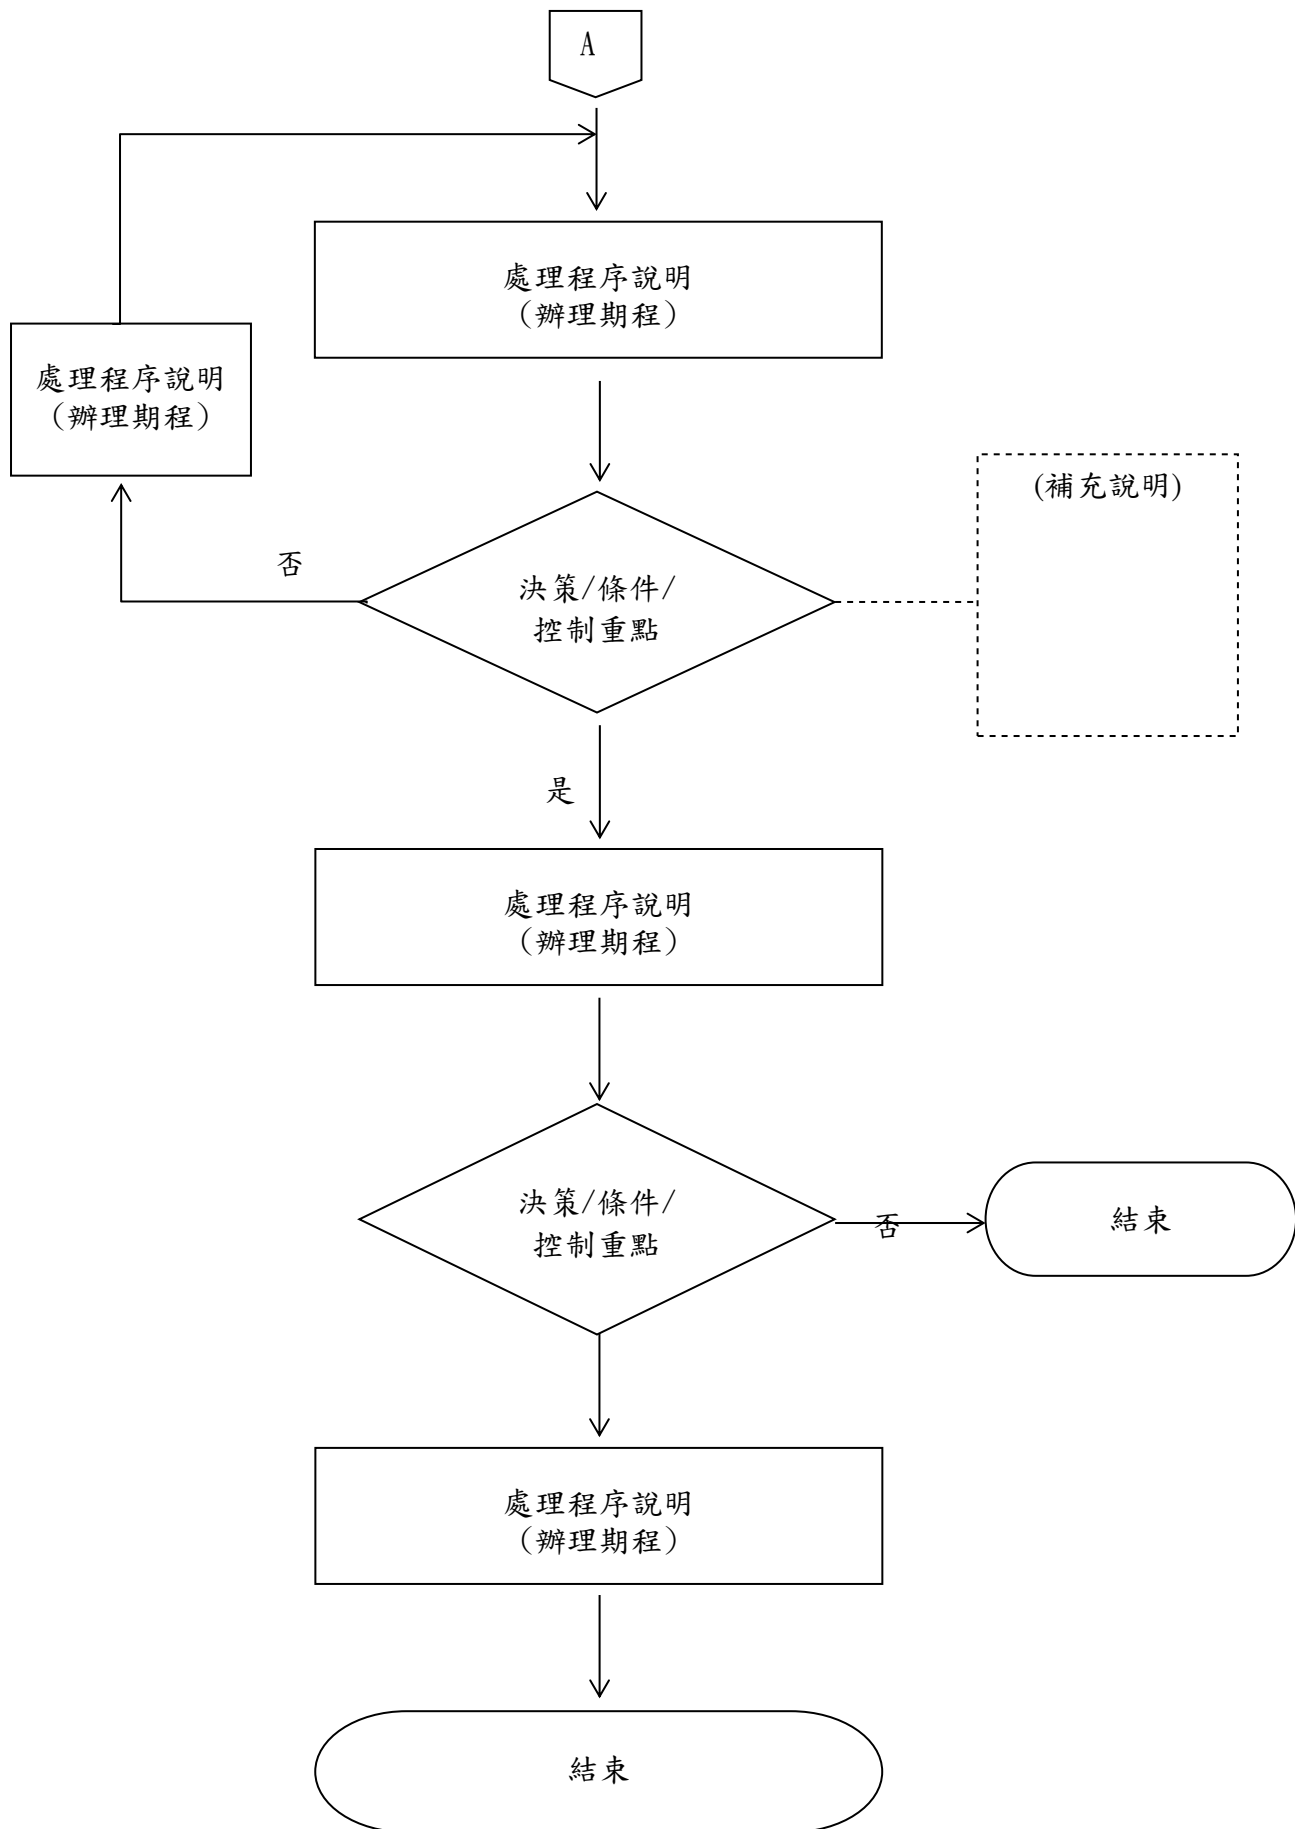 A
處理程序說明
（辦理期程）
處理程序說明
（辦理期程）
(補充說明)
否
決策/條件/
控制重點
是
處理程序說明
（辦理期程）
決策/條件/
控制重點
否
結束
處理程序說明
（辦理期程）
結束